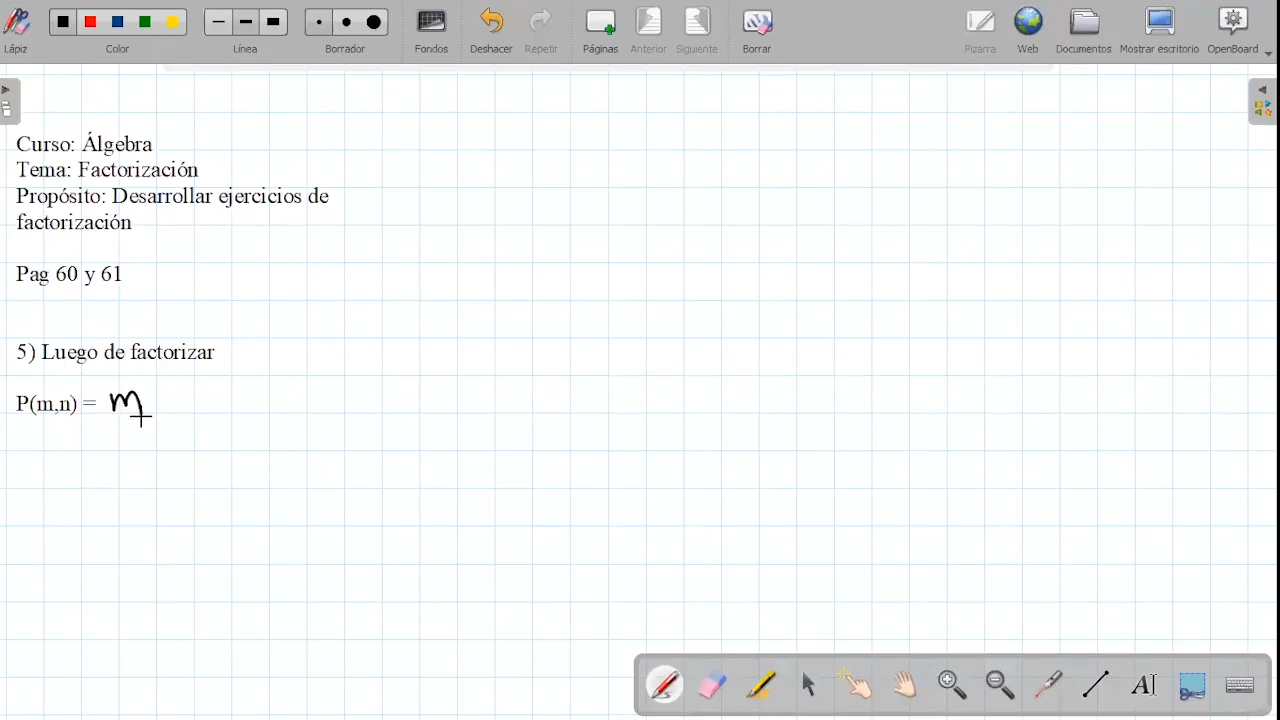 Lápiz Color Línea Borrador Fondos Deshacer Repetir Páginas Anterior Siguiente Borrar Pizarra Web Documentos Mostrar escritorio OpenBoard
Curso: Álgebra
Tema: Factorización
Propósito: Desarrollar ejercicios de
factorización
Pag 60 y 61
5) Luego de factorizar
P(m,n) = m